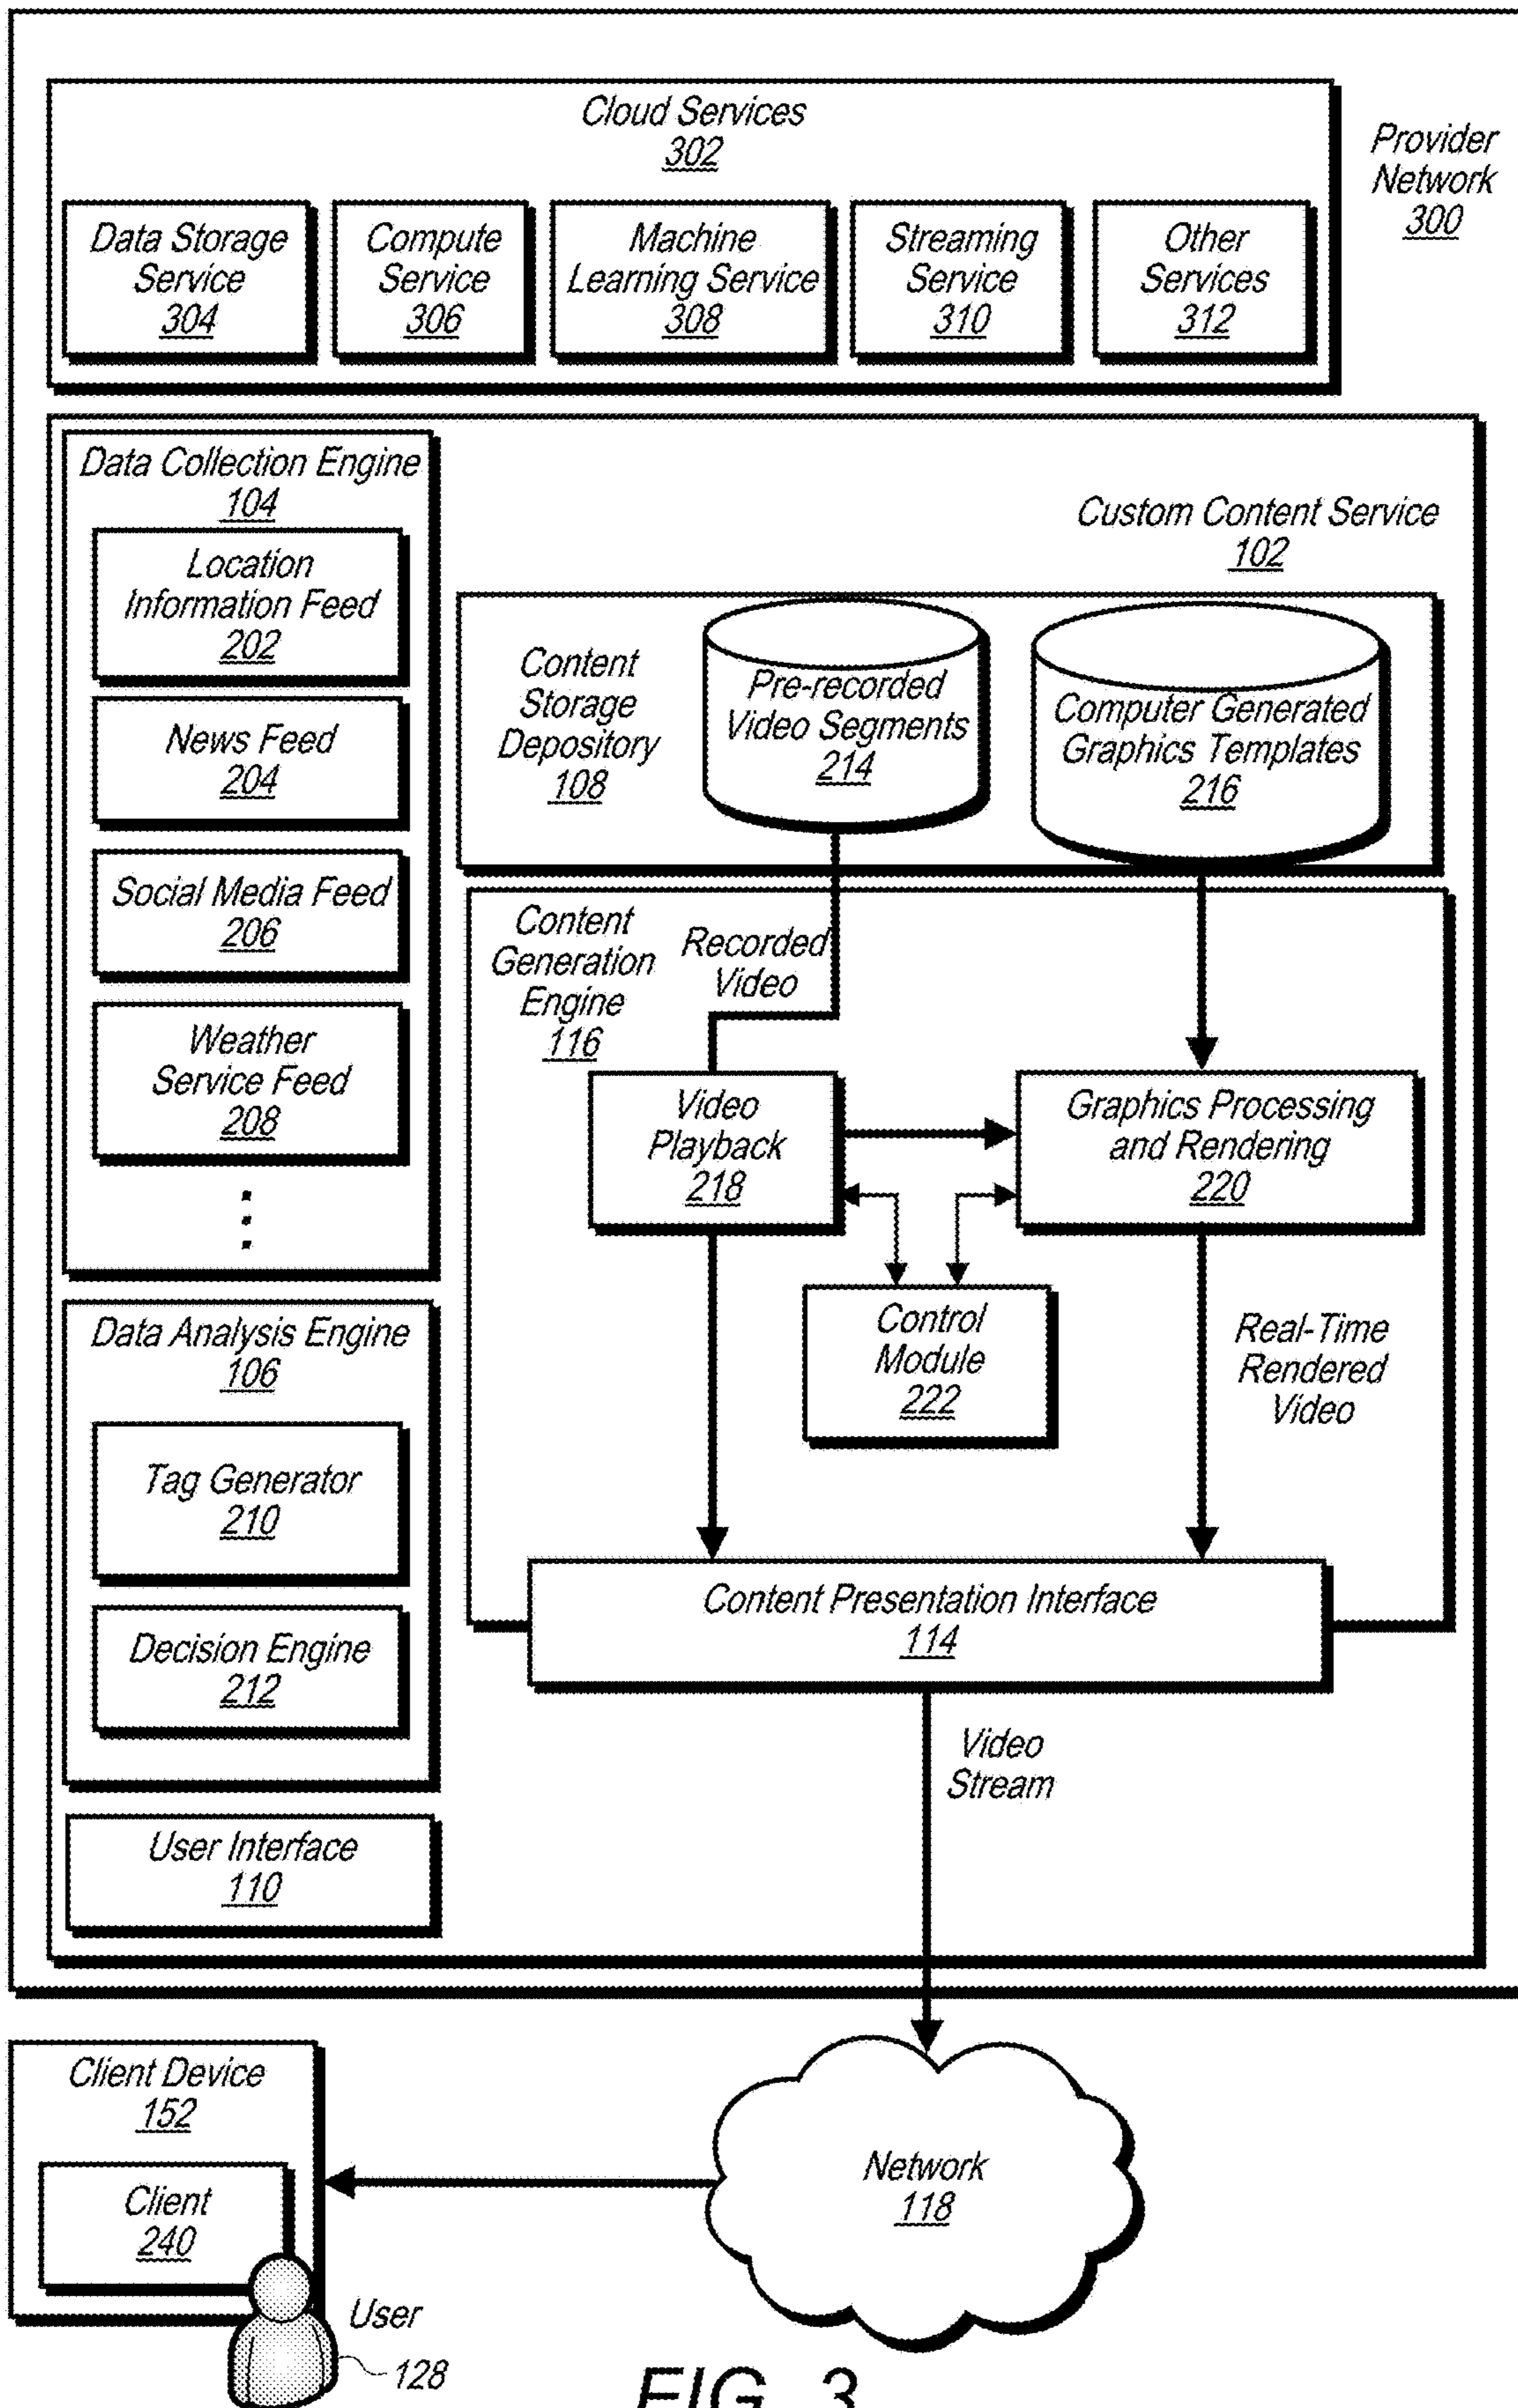 Cloud Services
302
Provider
Network
300
Data Storage
Service
304
Compute
Service
306
Machine
Learning Service
308
Streaming
Service
310
Other
Services
312
Data Collection Engine
104
Location
Information Feed
202
News Feed
204
Social Media Feed
206
Weather
Service Feed
208
Custom Content Service
102
Content
Storage
Depository
108
Pre-recorded
Video Segments
214
Computer Generated
Graphics Templates
216
Content
Generation
Engine
116
Recorded
Video
Video
Playback
218
Graphics Processing
and Rendering
220
Control
Module
222
Real-Time
Rendered
Video
Data Analysis Engine
106
Tag Generator
210
Decision Engine
212
Content Presentation Interface
114
Video
Stream
User Interface
110
Client Device
152
Client
240
User
128
Network
118
FIG. 3